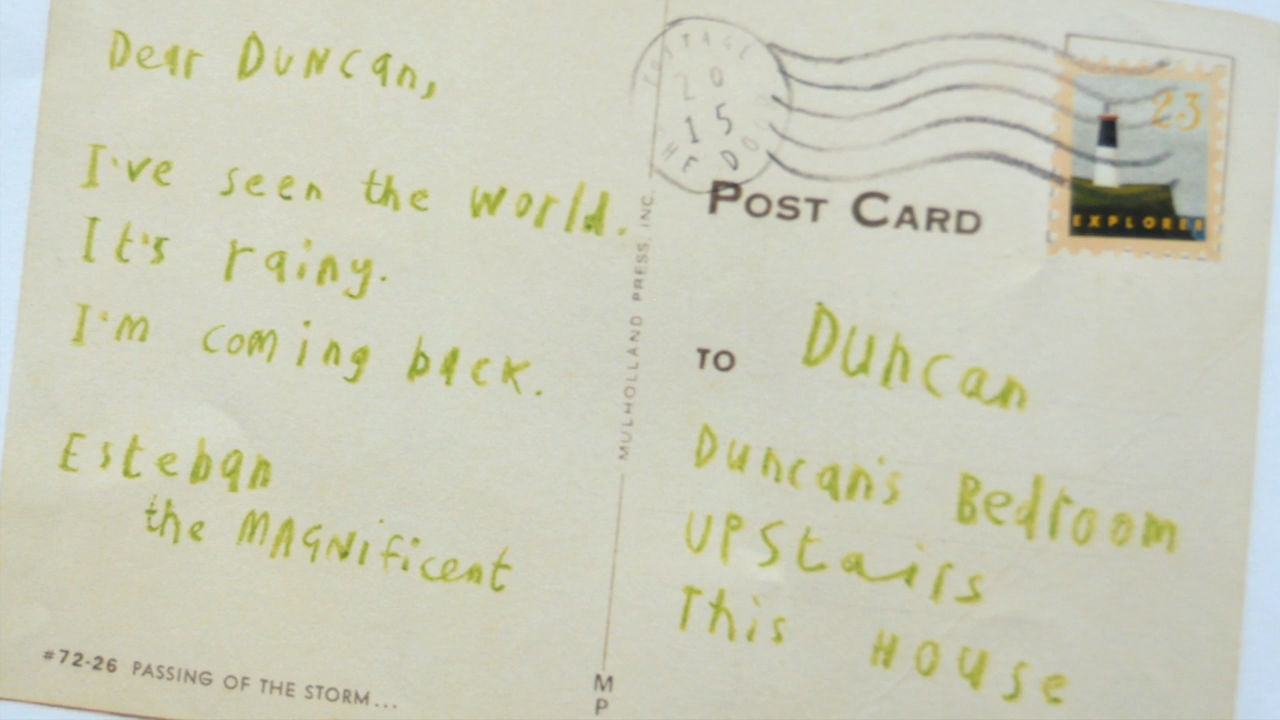 Dear Duncan,
I've seen the world.
It's rainy.
I'm coming back.
Esteban
the MAGNificent
#72-26 PASSING OF THE STORM...
MULHOLLAND PRESS, INC.
M
P
POSTAGE
20
15
23
EXPLORER
POST CARD
TO Duncan
Duncan's Bedroom
UPStairs
This House